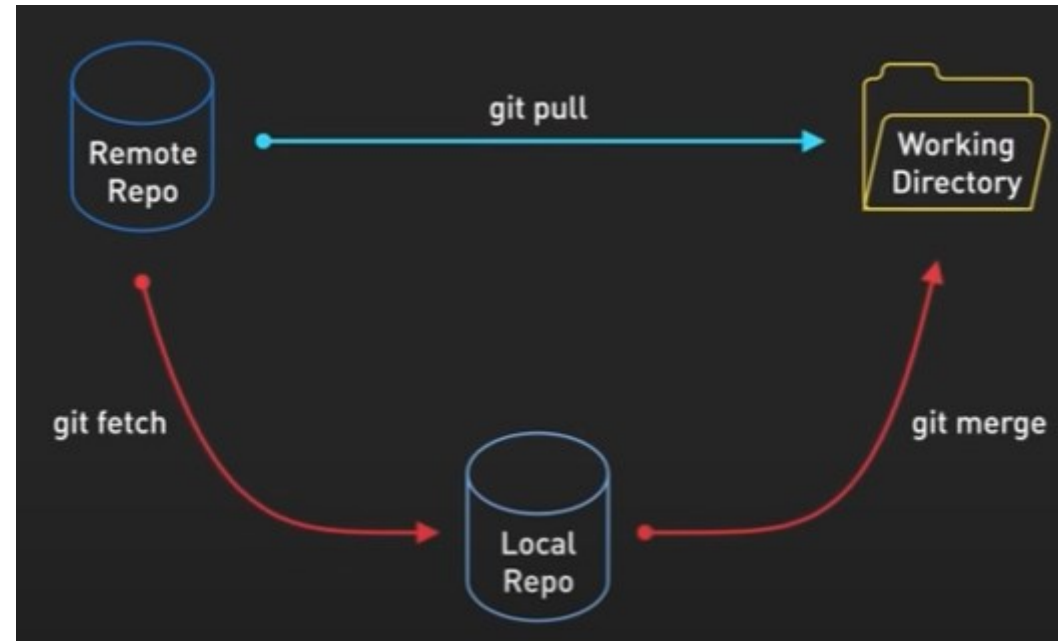 git pull
Remote
Repo
Working
Directory
git fetch
git merge
Local
Repo